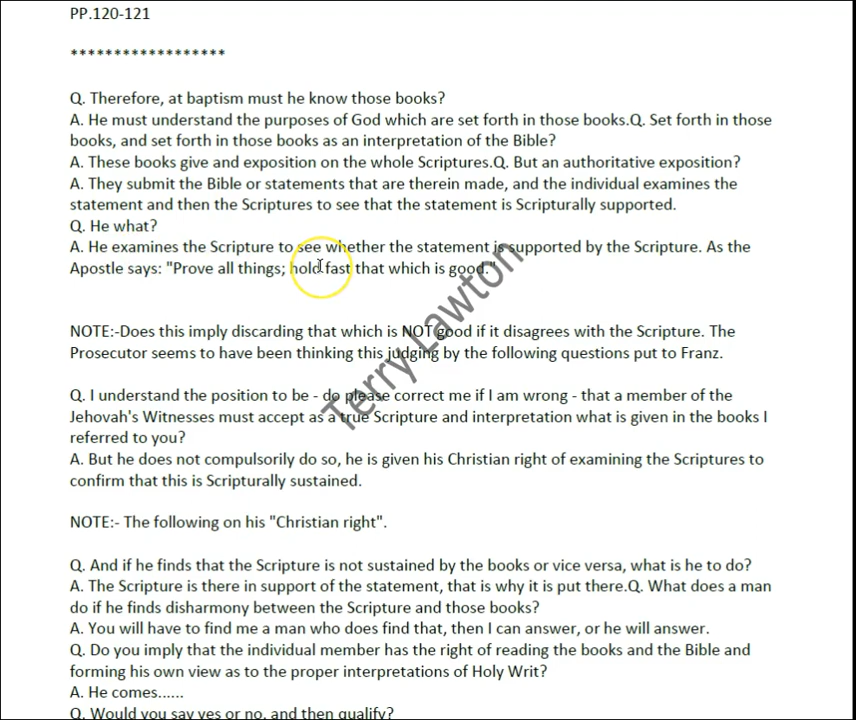 PP.120-121
******************
Q. Therefore, at baptism must he know those books?
A. He must understand the purposes of God which are set forth in those books.Q. Set forth in those
books, and set forth in those books as an interpretation of the Bible?
A. These books give and exposition on the whole Scriptures.Q. But an authoritative exposition?
A. They submit the Bible or statements that are therein made, and the individual examines the
statement and then the Scriptures to see that the statement is Scripturally supported.
Q. He what?
A. He examines the Scripture to see whether the statement is supported by the Scripture. As the
Apostle says: "Prove all things; hold fast that which is good."
NOTE:-Does this imply discarding that which is NOT good if it disagrees with the Scripture. The
Prosecutor seems to have been thinking this judging by the following questions put to Franz.
Q. I understand the position to be - do please correct me if I am wrong - that a member of the
Jehovah's Witnesses must accept as a true Scripture and interpretation what is given in the books I
referred to you?
A. But he does not compulsorily do so, he is given his Christian right of examining the Scriptures to
confirm that this is Scripturally sustained.
NOTE:- The following on his "Christian right".
Q. And if he finds that the Scripture is not sustained by the books or vice versa, what is he to do?
A. The Scripture is there in support of the statement, that is why it is put there.Q. What does a man
do if he finds disharmony between the Scripture and those books?
A. You will have to find me a man who does find that, then I can answer, or he will answer.
Q. Do you imply that the individual member has the right of reading the books and the Bible and
forming his own view as to the proper interpretations of Holy Writ?
A. He comes......
Q. Would you say yes or no, and then qualify?
Terry Lawton